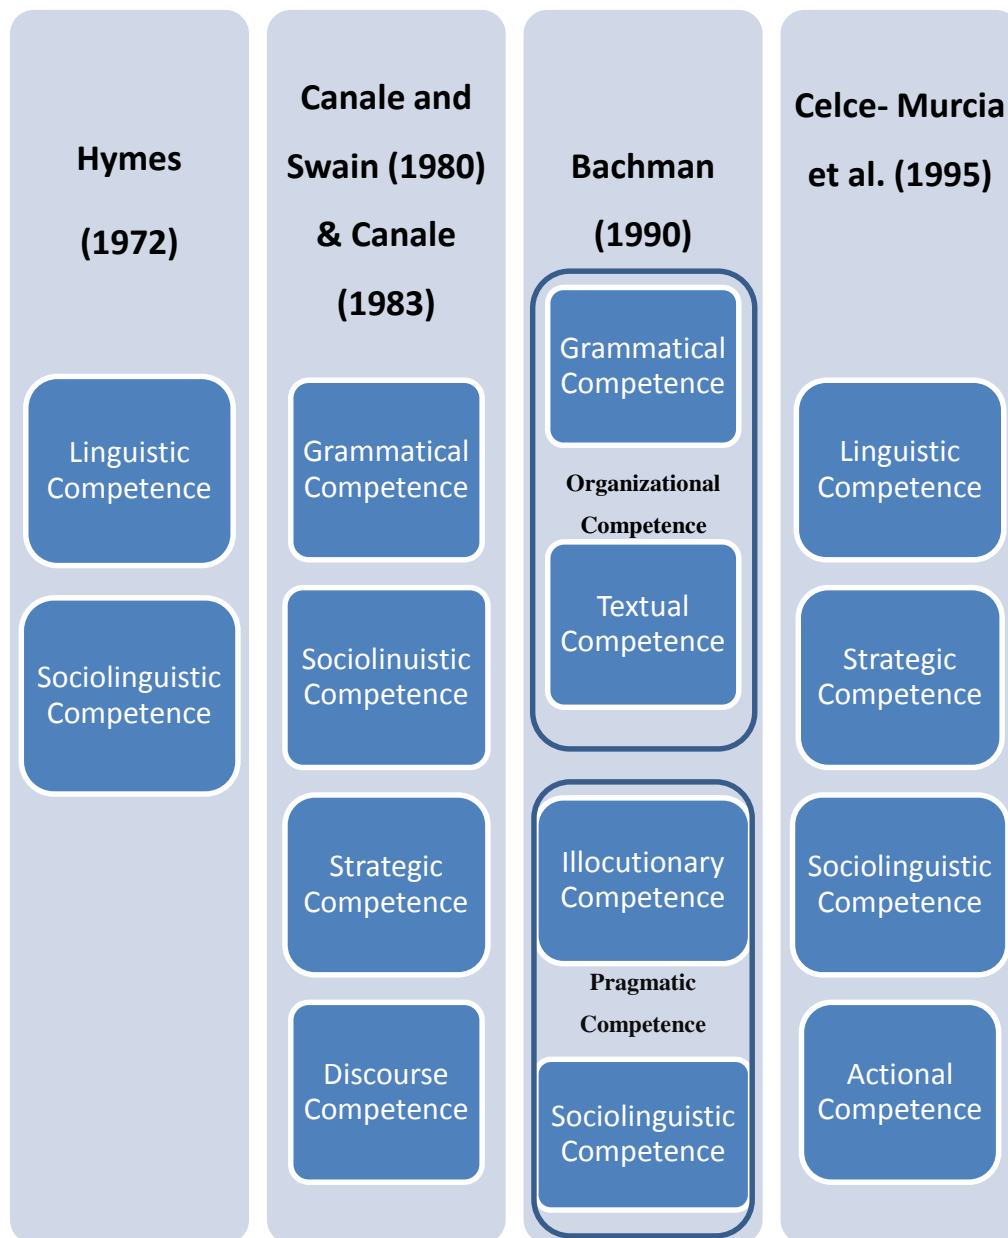 Hymes
(1972)
Linguistic
Competence
Sociolinguistic
Competence
Canale and
Swain (1980)
& Canale
(1983)
Grammatical
Competence
Sociolinuistic
Competence
Strategic
Competence
Discourse
Competence
Bachman
(1990)
Grammatical
Competence
Organizational
Competence
Textual
Competence
Illocutionary
Competence
Pragmatic
Competence
Sociolinguistic
Competence
Celce- Murcia
et al. (1995)
Linguistic
Competence
Strategic
Competence
Sociolinguistic
Competence
Actional
Competence